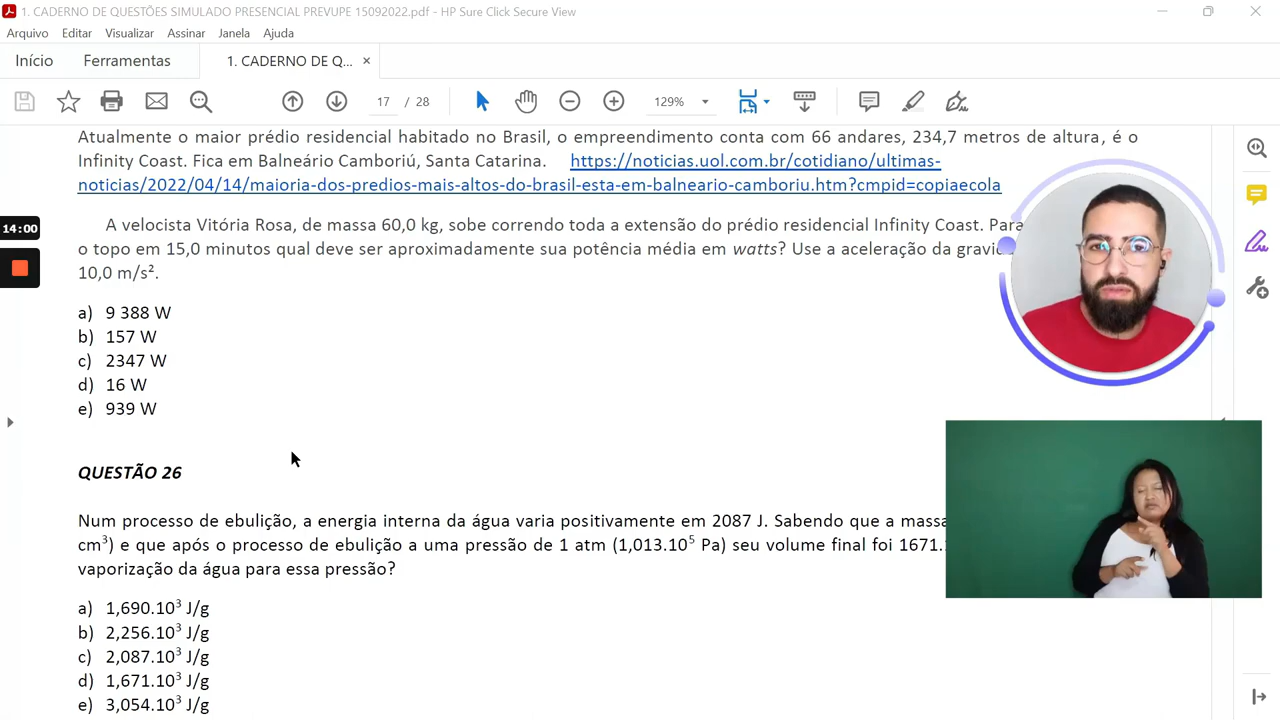 1. CADERNO DE QUESTÕES SIMULADO PRESENCIAL PREVUPE 15092022.pdf - HP Sure Click Secure View
Arquivo Editar Visualizar Assinar Janela Ajuda
Início Ferramentas 1. CADERNO DE Q... ×
17 / 28 129%
Atualmente o maior prédio residencial habitado no Brasil, o empreendimento conta com 66 andares, 234,7 metros de altura, é o
Infinity Coast. Fica em Balneário Camboriú, Santa Catarina. https://noticias.uol.com.br/cotidiano/ultimas-
noticias/2022/04/14/maioria-dos-predios-mais-altos-do-brasil-esta-em-balneario-camboriu.htm?cmpid=copiaecola
14:00
A velocista Vitória Rosa, de massa 60,0 kg, sobe correndo toda a extensão do prédio residencial Infinity Coast. Para
o topo em 15,0 minutos qual deve ser aproximadamente sua potência média em watts? Use a aceleração da
10,0 m/s².
a) 9 388 W
b) 157 W
c) 2347 W
d) 16 W
e) 939 W
QUESTÃO 26
Num processo de ebulição, a energia interna da água varia positivamente em 2087 J. Sabendo que a massa
cm³) e que após o processo de ebulição a uma pressão de 1 atm (1,013.10⁵ Pa) seu volume final foi 1671.
vaporização da água para essa pressão?
a) 1,690.10³ J/g
b) 2,256.10³ J/g
c) 2,087.10³ J/g
d) 1,671.10³ J/g
e) 3,054.10³ J/g